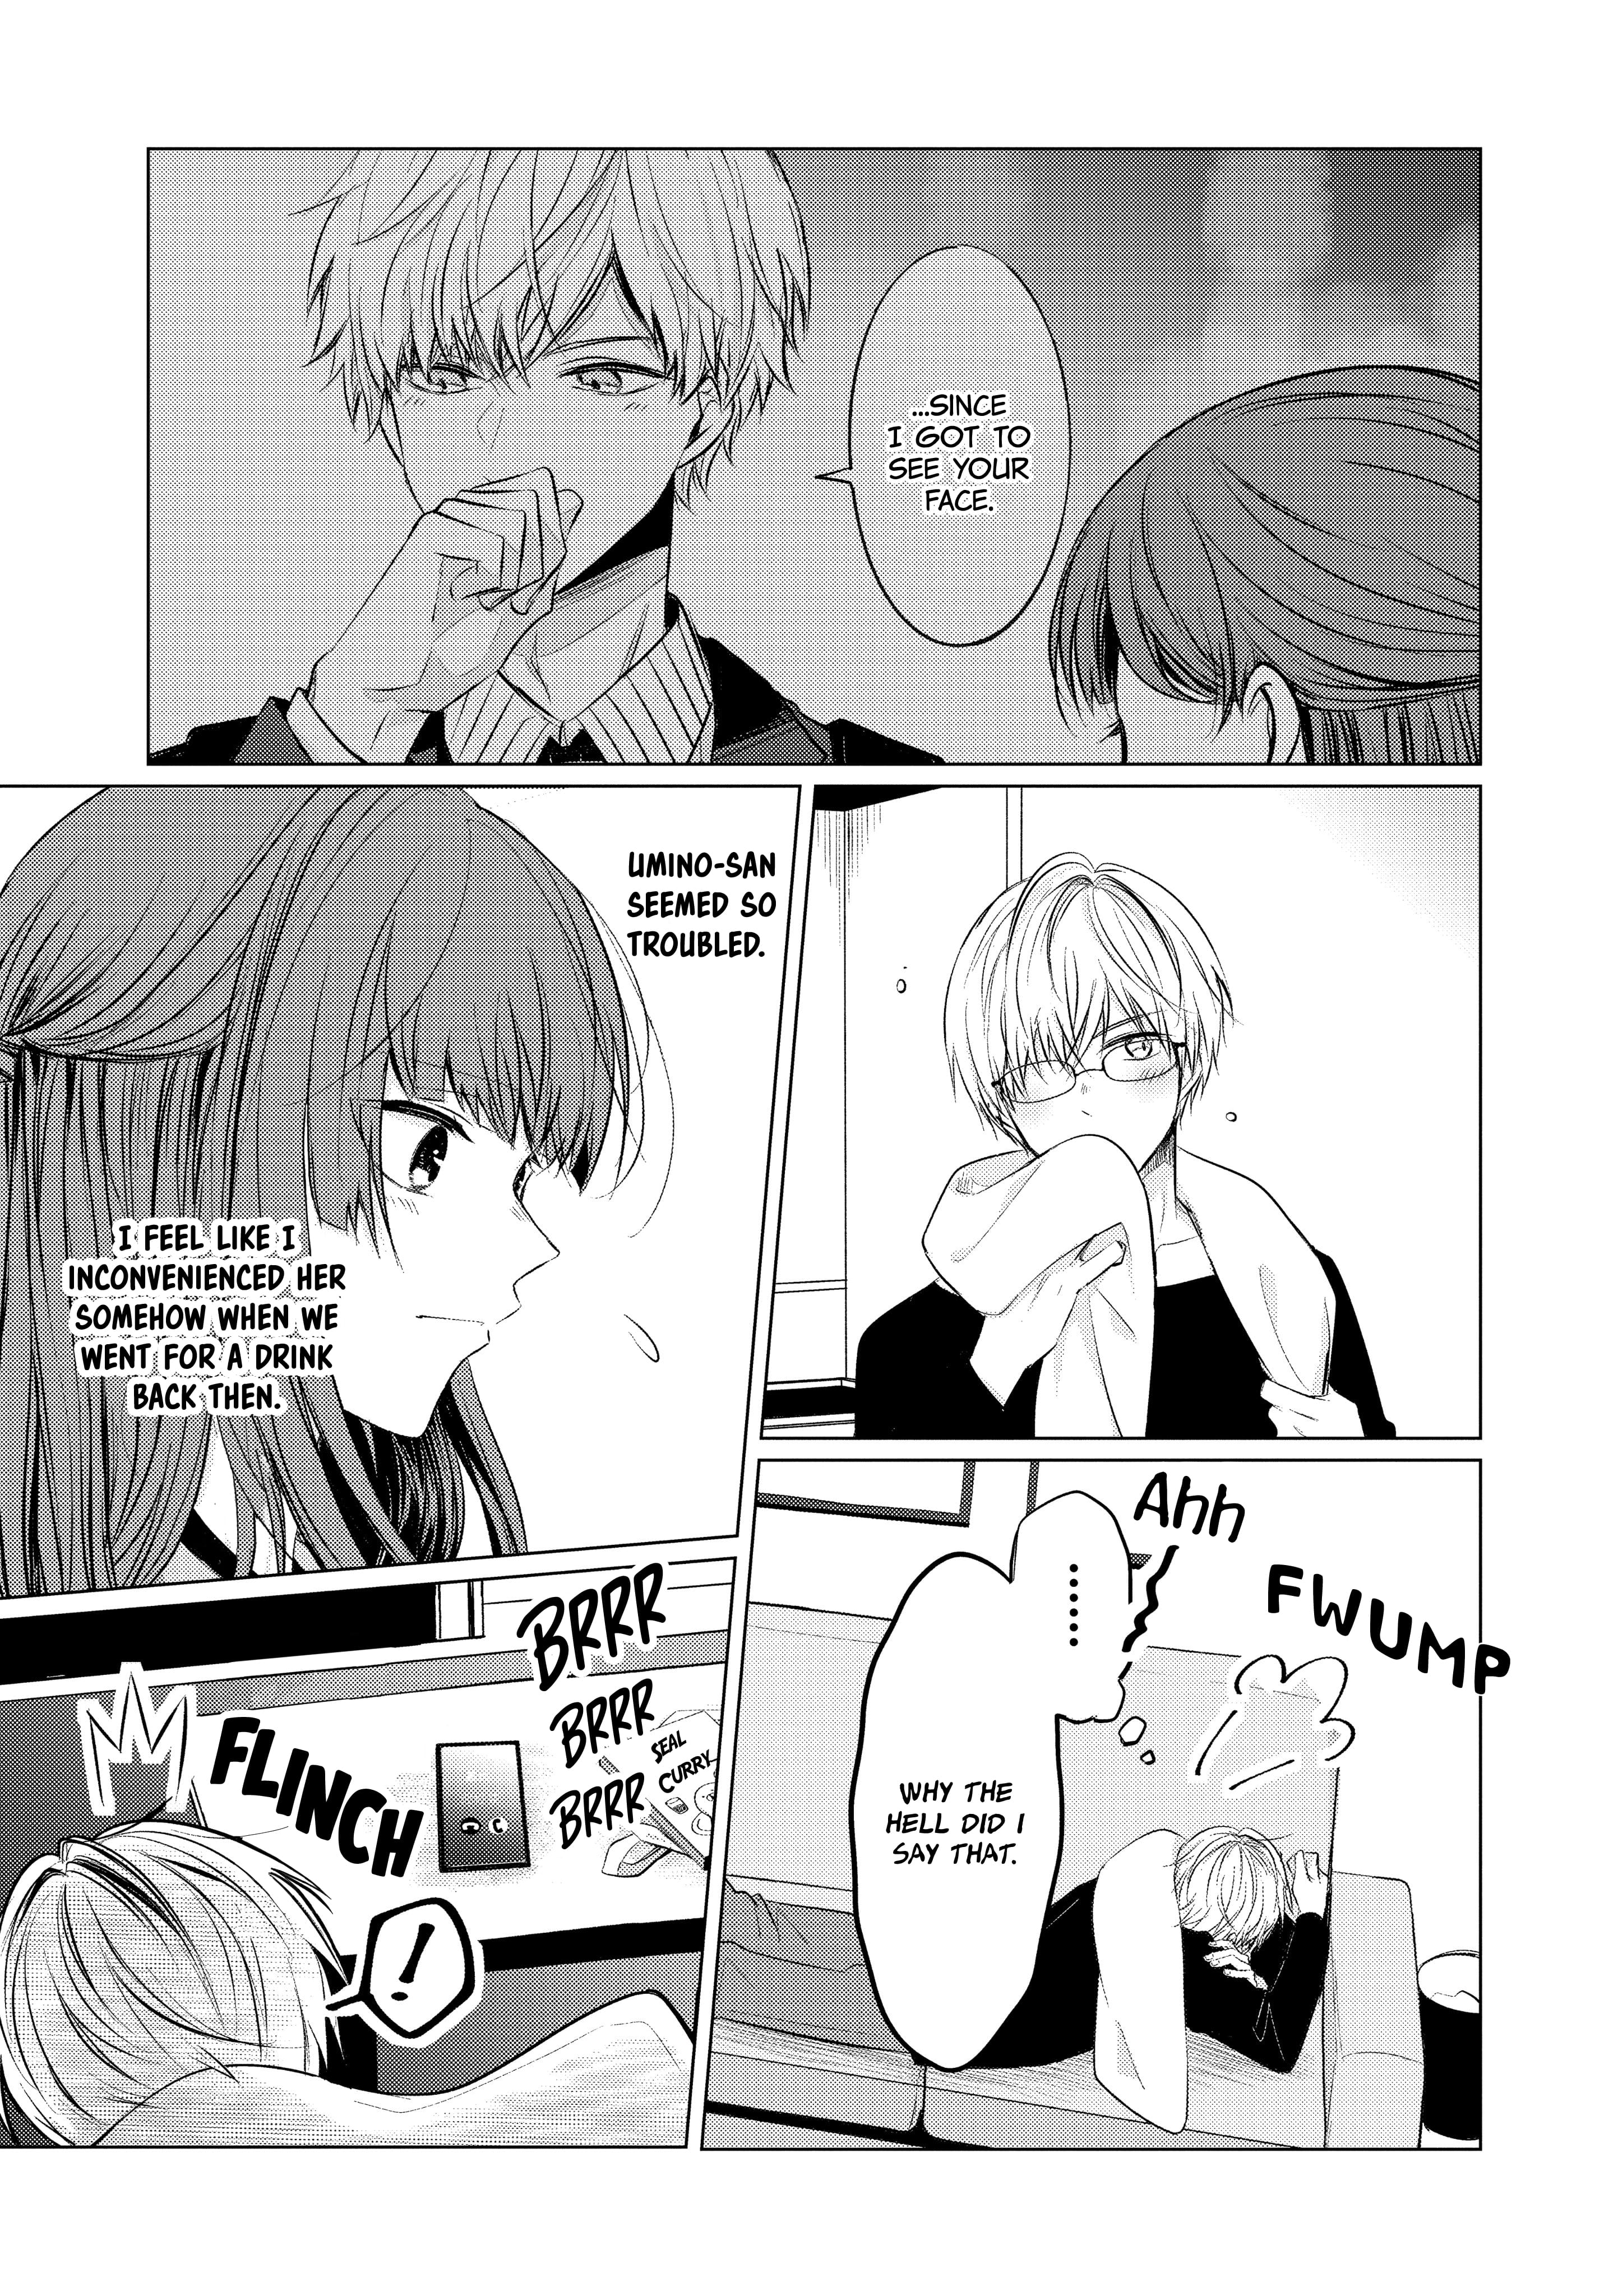 ...SINCE
I GOT TO
SEE YOUR
FACE.
UMINO-SAN
SEEMED SO
TROUBLED.
I FEEL LIKE I
INCONVENIENCED HER
SOMEHOW WHEN WE
WENT FOR A DRINK
BACK THEN.
Ahh
FWUMP
......
WHY THE
HELL DID I
SAY THAT.
BRRR
BRRR
BRRR
SEAL
CURRY
FLINCH
!